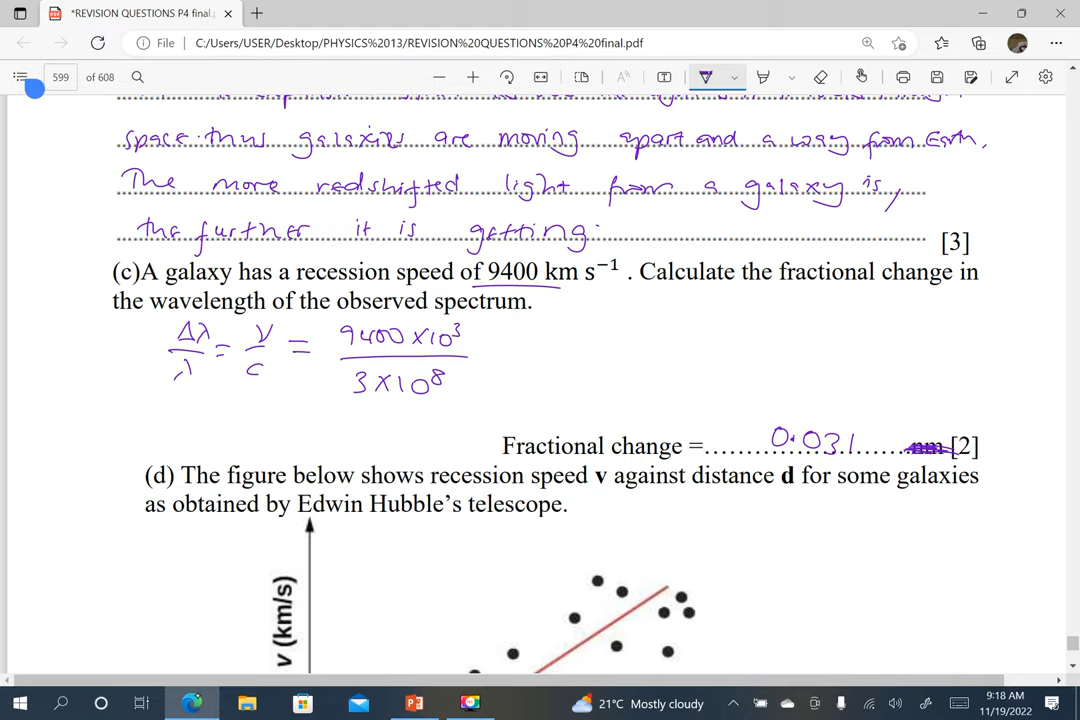 *REVISION QUESTIONS P4 final.p
File C:/Users/USER/Desktop/PHYSICS%2013/REVISION%20QUESTIONS%20P4%20final.pdf
599 of 608
space. thus galaxies are moving apart and a way from Earth.
The more redshifted light from a galaxy is,
the further it is getting.
[3]
(c)A galaxy has a recession speed of 9400 km s⁻¹ . Calculate the fractional change in
the wavelength of the observed spectrum.
Δλ/λ = V/c = 9400 × 10³ / 3 × 10⁸
Fractional change =......0.031......nm [2]
(d) The figure below shows recession speed v against distance d for some galaxies
as obtained by Edwin Hubble's telescope.
v (km/s)
21°C Mostly cloudy
9:18 AM
11/19/2022